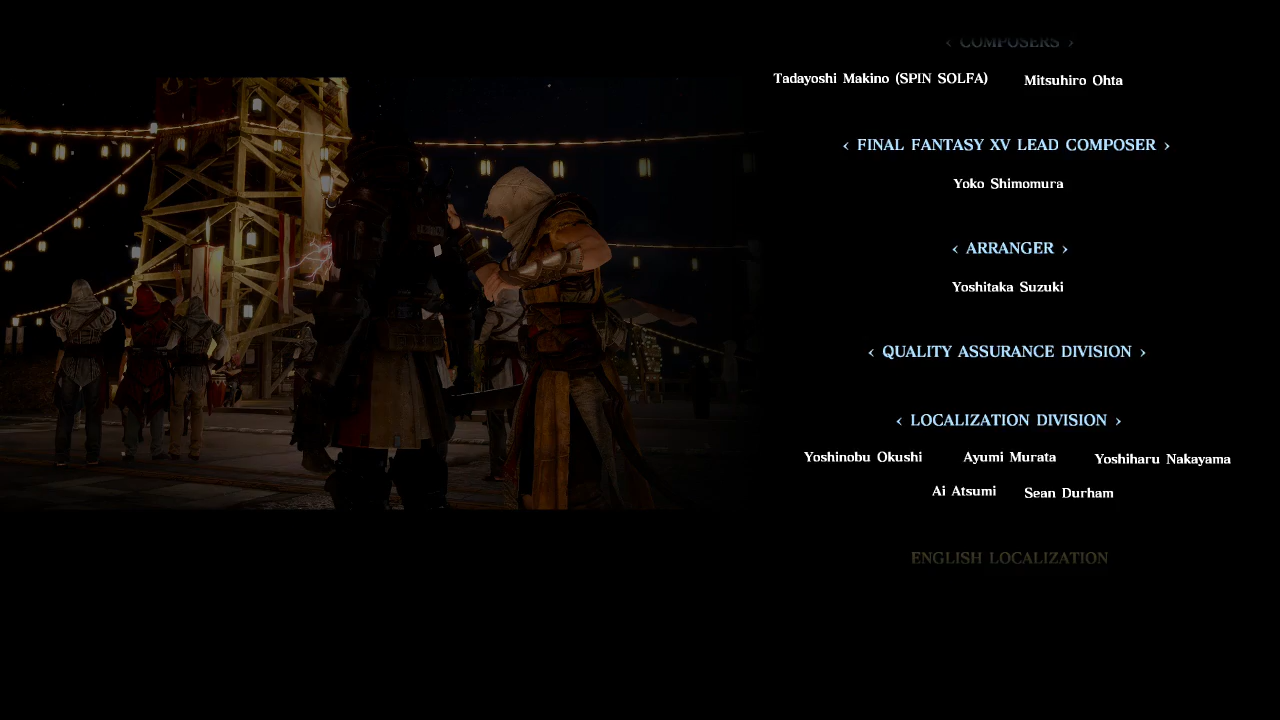 ‹ COMPOSERS ›
Tadayoshi Makino (SPIN SOLFA) Mitsuhiro Ohta
‹ FINAL FANTASY XV LEAD COMPOSER ›
Yoko Shimomura
‹ ARRANGER ›
Yoshitaka Suzuki
‹ QUALITY ASSURANCE DIVISION ›
‹ LOCALIZATION DIVISION ›
Yoshinobu Okushi Ayumi Murata Yoshiharu Nakayama
Ai Atsumi Sean Durham
ENGLISH LOCALIZATION